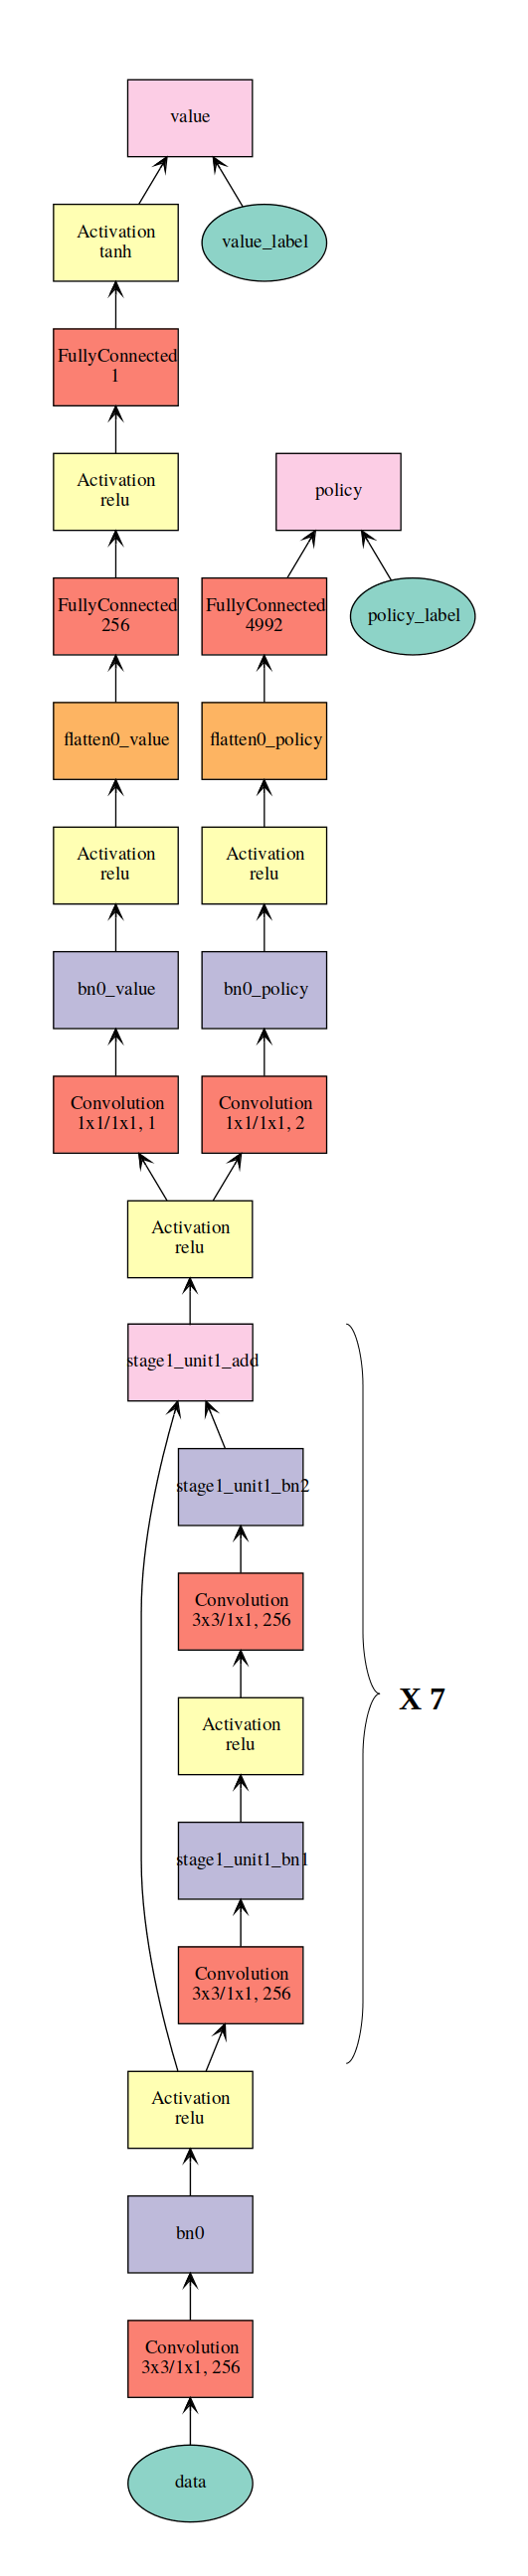 value
Activation
tanh
value_label
FullyConnected
1
Activation
relu
policy
FullyConnected
256
FullyConnected
4992
policy_label
flatten0_value
flatten0_policy
Activation
relu
Activation
relu
bn0_value
bn0_policy
Convolution
1x1/1x1, 1
Convolution
1x1/1x1, 2
Activation
relu
stage1_unit1_add
stage1_unit1_bn2
Convolution
3x3/1x1, 256
X 7
Activation
relu
stage1_unit1_bn1
Convolution
3x3/1x1, 256
Activation
relu
bn0
Convolution
3x3/1x1, 256
data